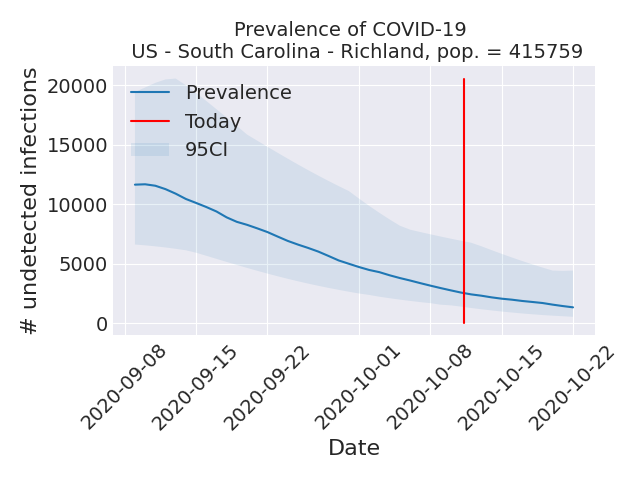 Prevalence of COVID-19
US - South Carolina - Richland, pop. = 415759
# undetected infections
20000
15000
10000
5000
0
Prevalence
Today
95CI
2020-09-08
2020-09-15
2020-09-22
2020-10-01
2020-10-08
2020-10-15
2020-10-22
Date